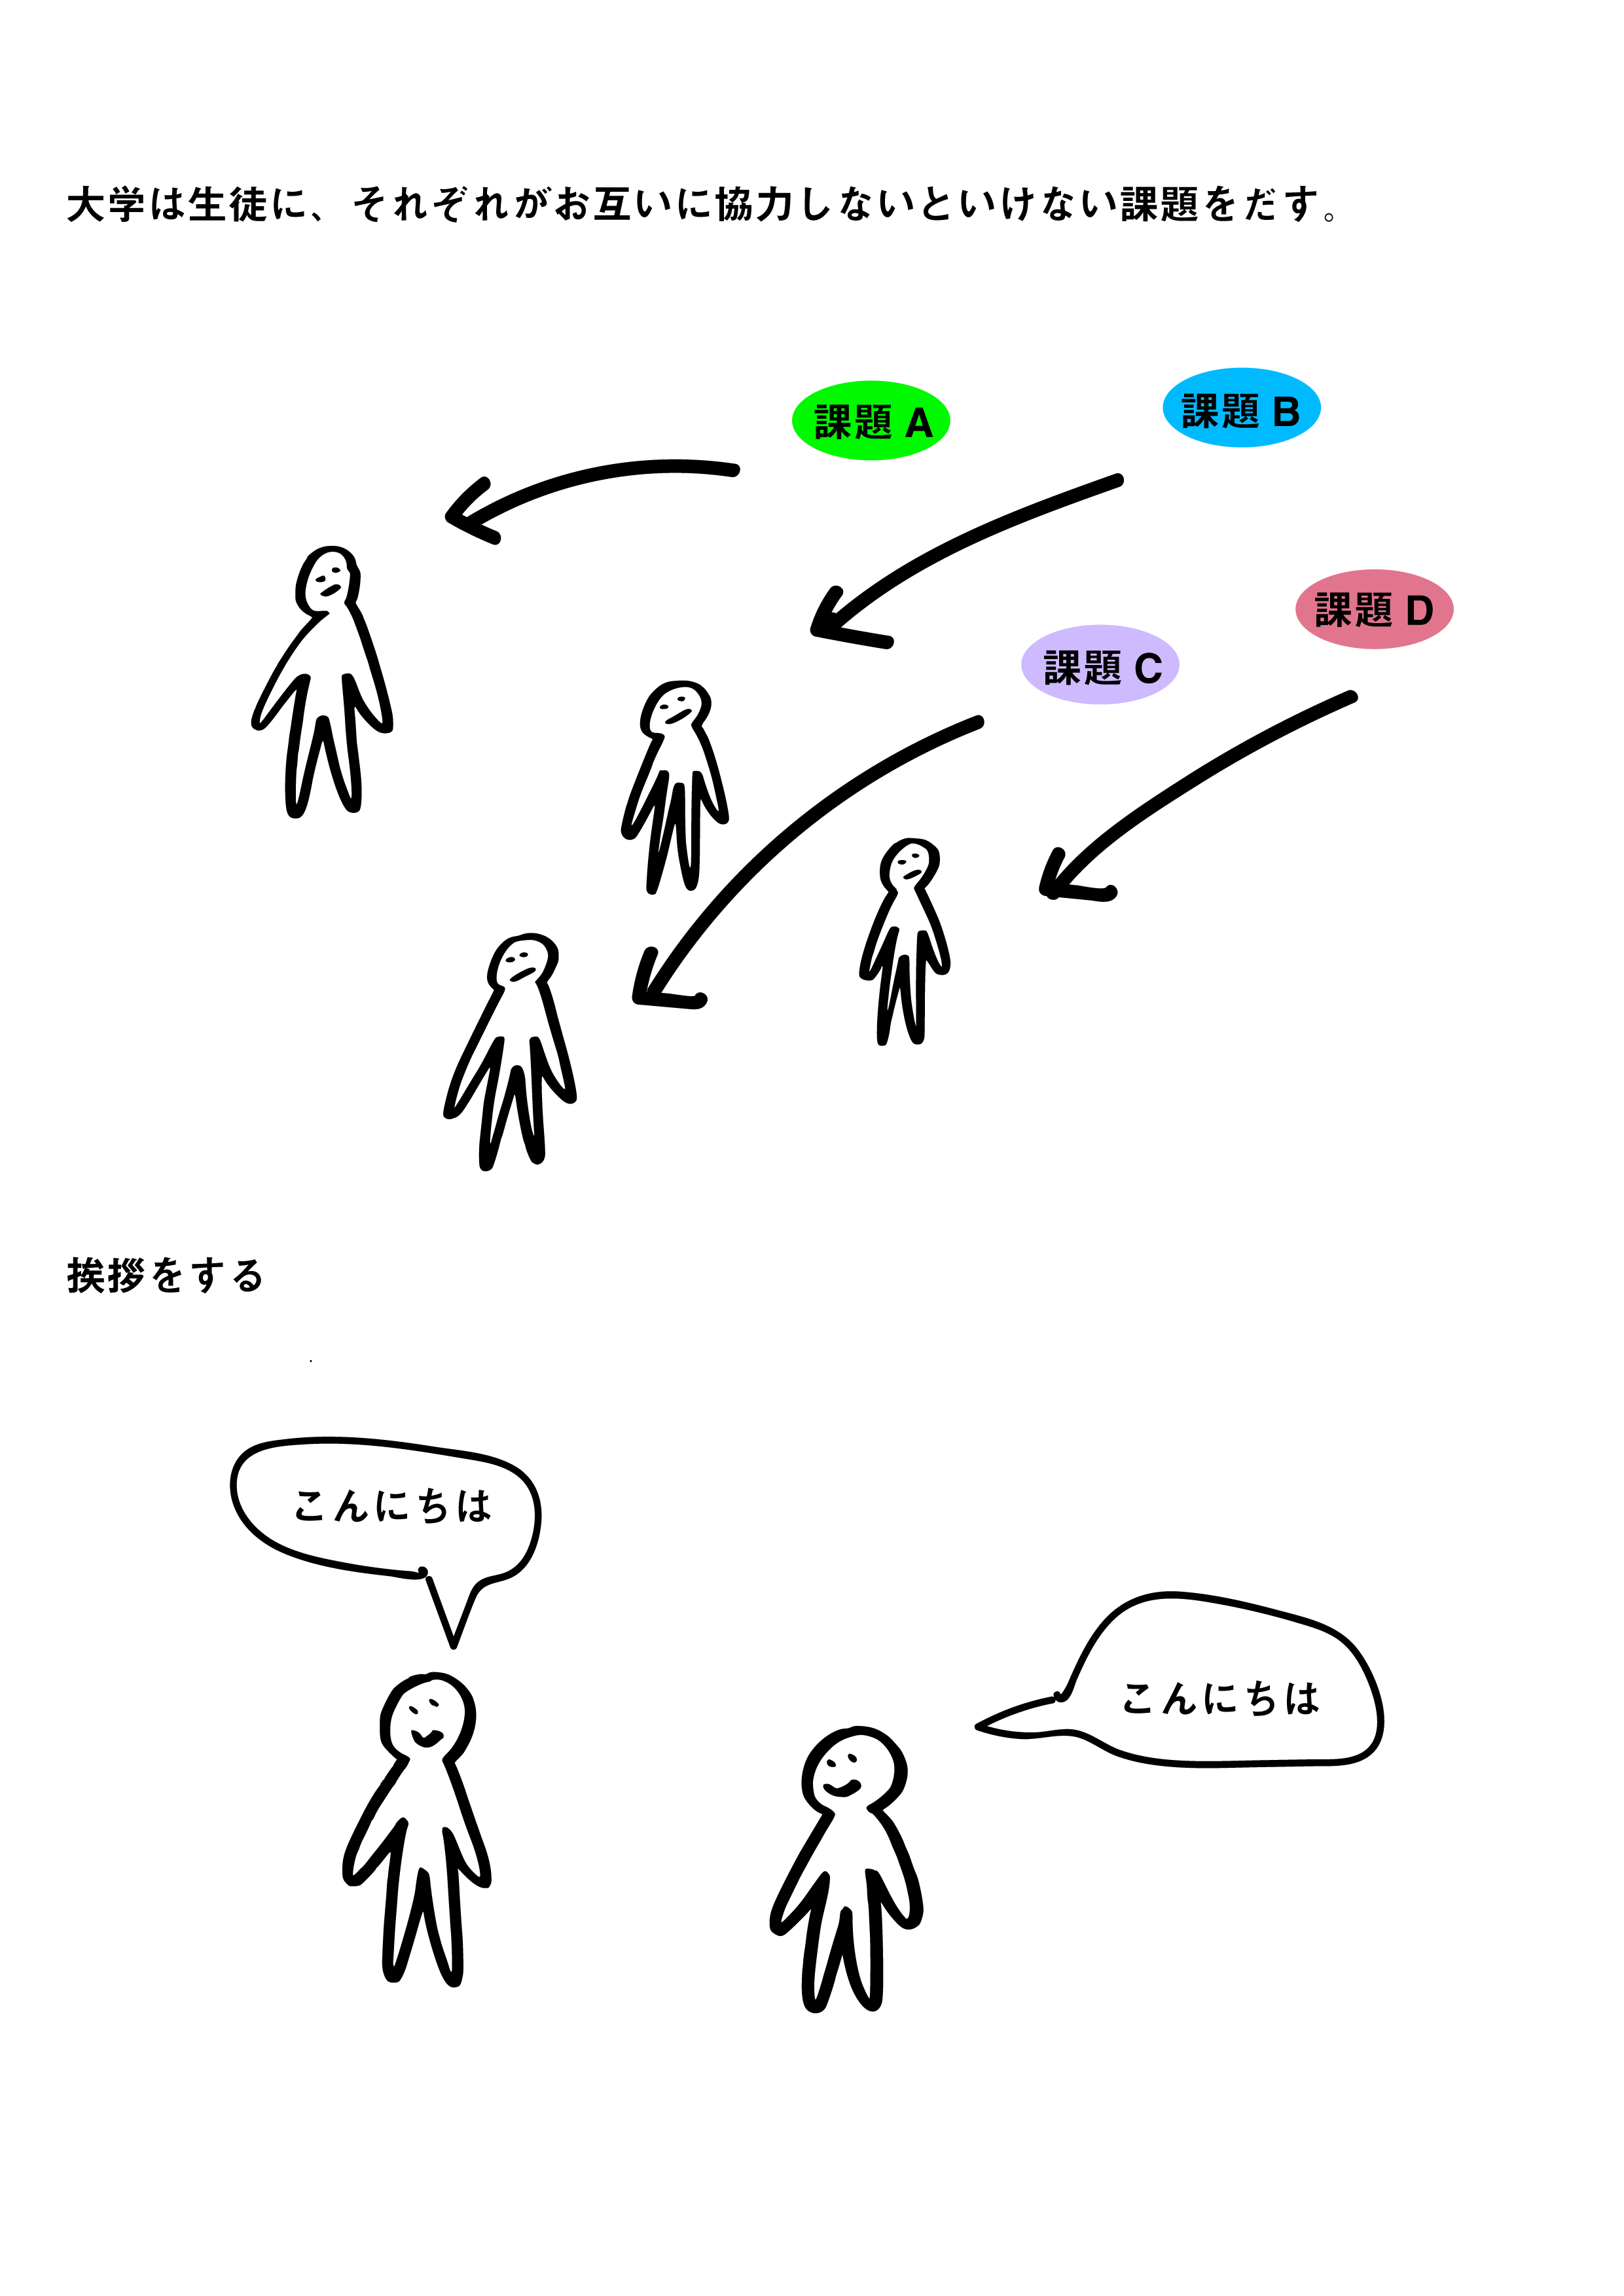 大学は生徒に、それぞれがお互いに協力しないといけない課題をだす。
課題 A
課題 B
課題 D
課題 C
挨拶をする
こんにちは
こんにちは